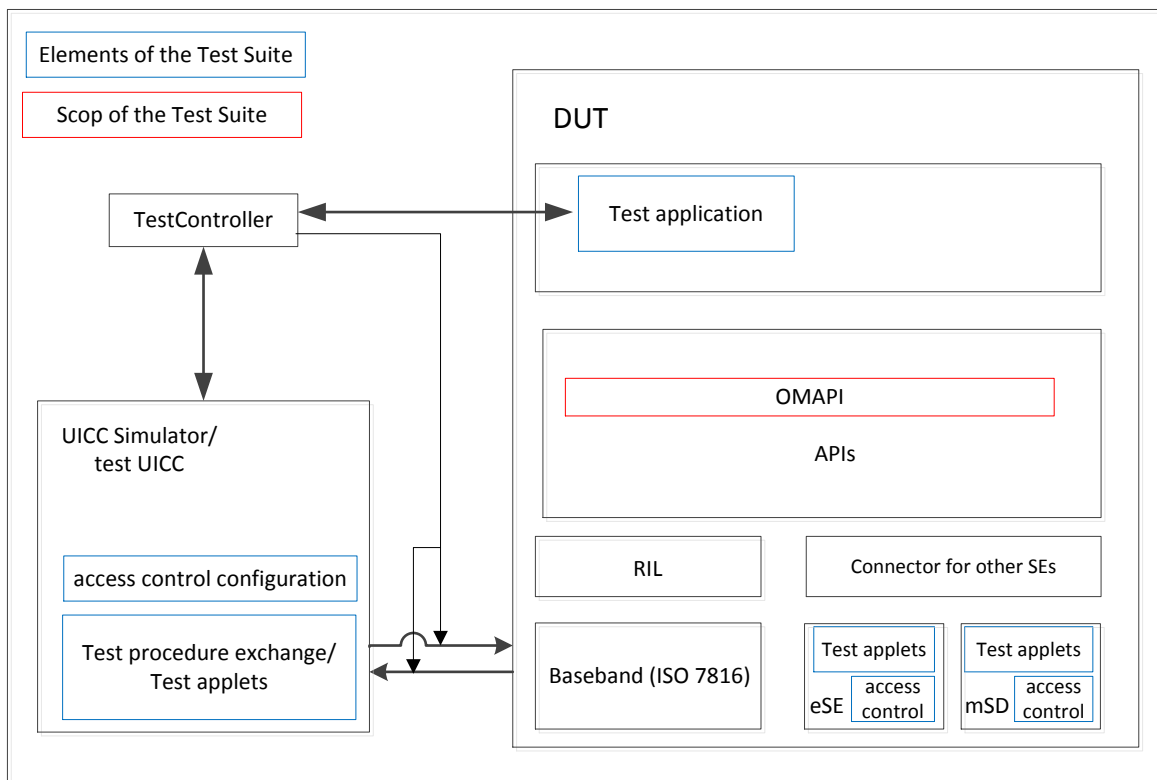 Elements of the Test Suite
Scop of the Test Suite
DUT
TestController
Test application
OMAPI
APIs
UICC Simulator/
test UICC
access control configuration
Test procedure exchange/
Test applets
RIL
Connector for other SEs
Baseband (ISO 7816)
Test applets
eSE
access
control
Test applets
mSD
access
control